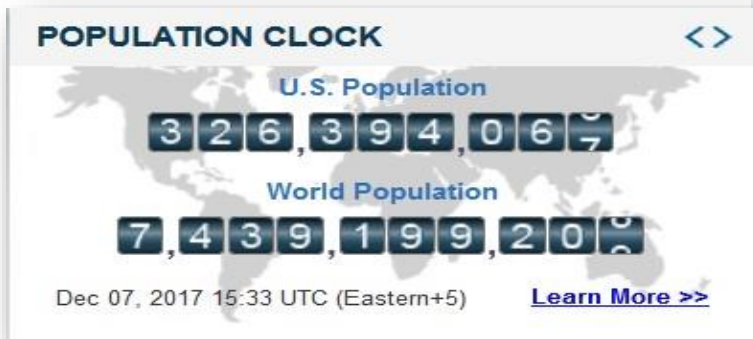 POPULATION CLOCK < >
U.S. Population
326,394,06
World Population
7,439,199,20
Dec 07, 2017 15:33 UTC (Eastern+5) Learn More >>